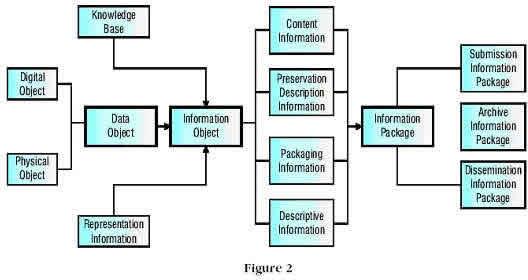 Knowledge
Base
Digital
Object
Physical
Object
Data
Object
Representation
Information
Information
Object
Content
Information
Preservation
Description
Information
Packaging
Information
Descriptive
Information
Information
Package
Submission
Information
Package
Archive
Information
Package
Dissemination
Information
Package
Figure 2